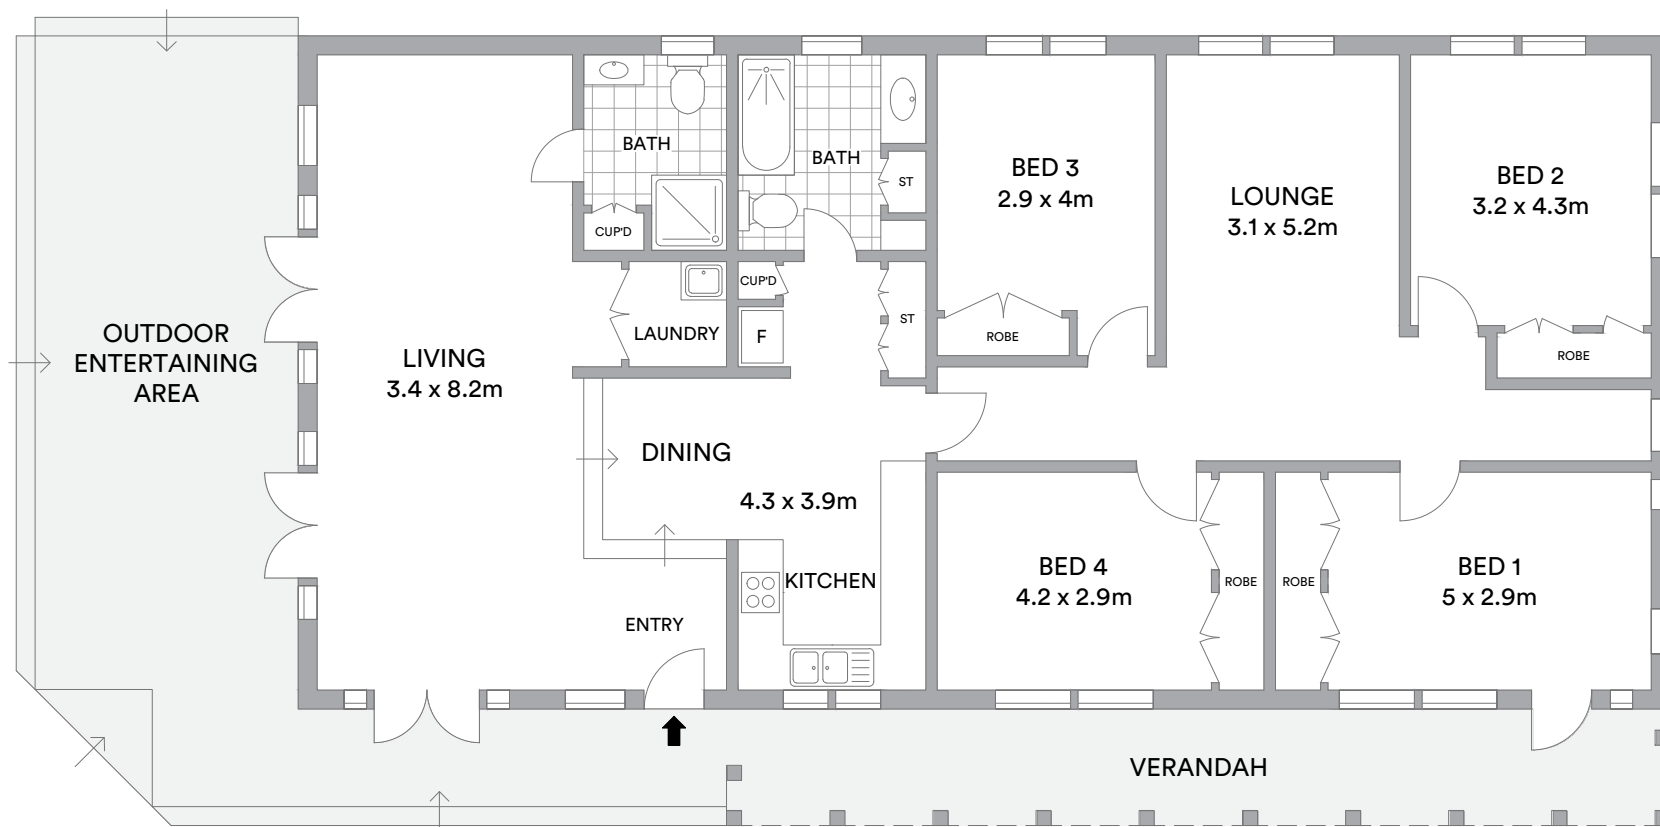 BATH
BATH
BED 3
2.9 x 4m
LOUNGE
3.1 x 5.2m
BED 2
3.2 x 4.3m
ST
CUP'D
CUP'D
OUTDOOR
ENTERTAINING
AREA
LIVING
3.4 x 8.2m
LAUNDRY
F
ST
ROBE
ROBE
DINING
4.3 x 3.9m
KITCHEN
ENTRY
BED 4
4.2 x 2.9m
ROBE
ROBE
BED 1
5 x 2.9m
VERANDAH